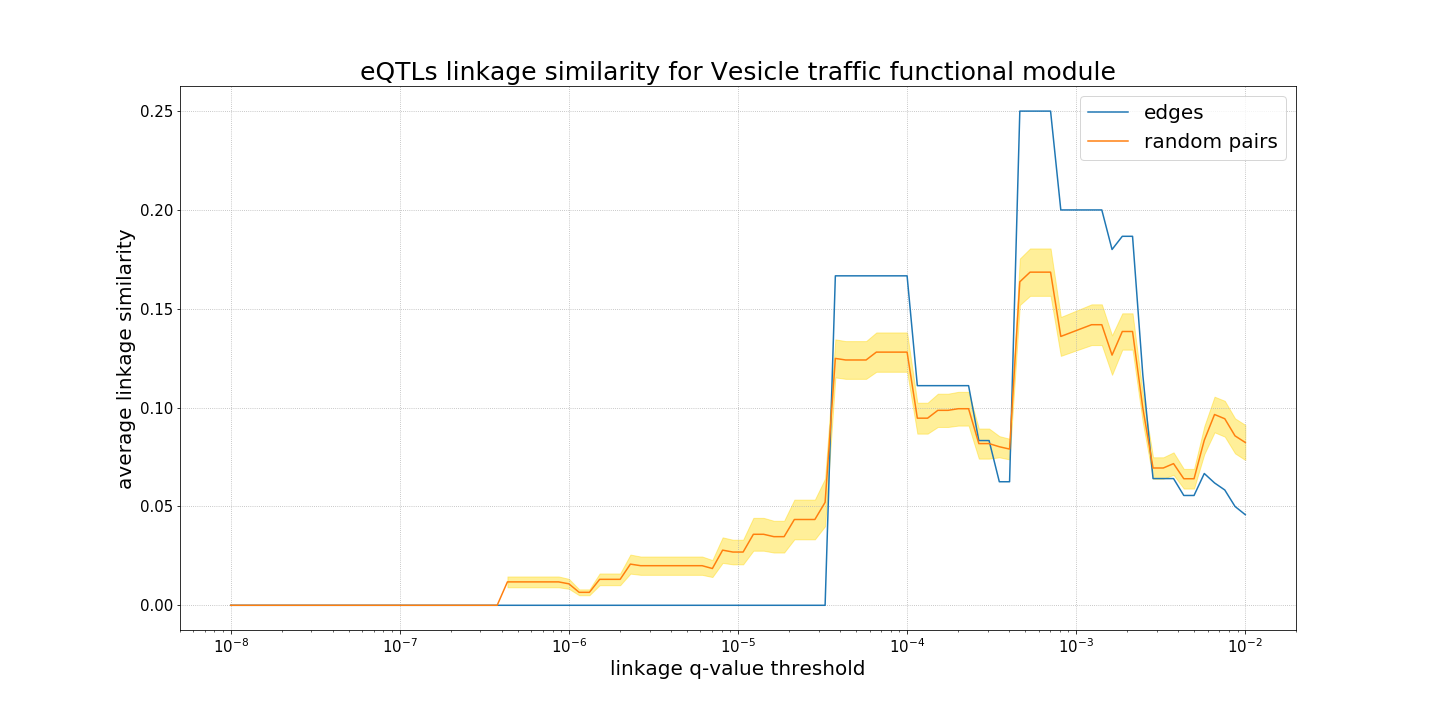 eQTLs linkage similarity for Vesicle traffic functional module
edges
random pairs
average linkage similarity
0.25
0.20
0.15
0.10
0.05
0.00
10⁻⁸ 10⁻⁷ 10⁻⁶ 10⁻⁵ 10⁻⁴ 10⁻³ 10⁻²
linkage q-value threshold